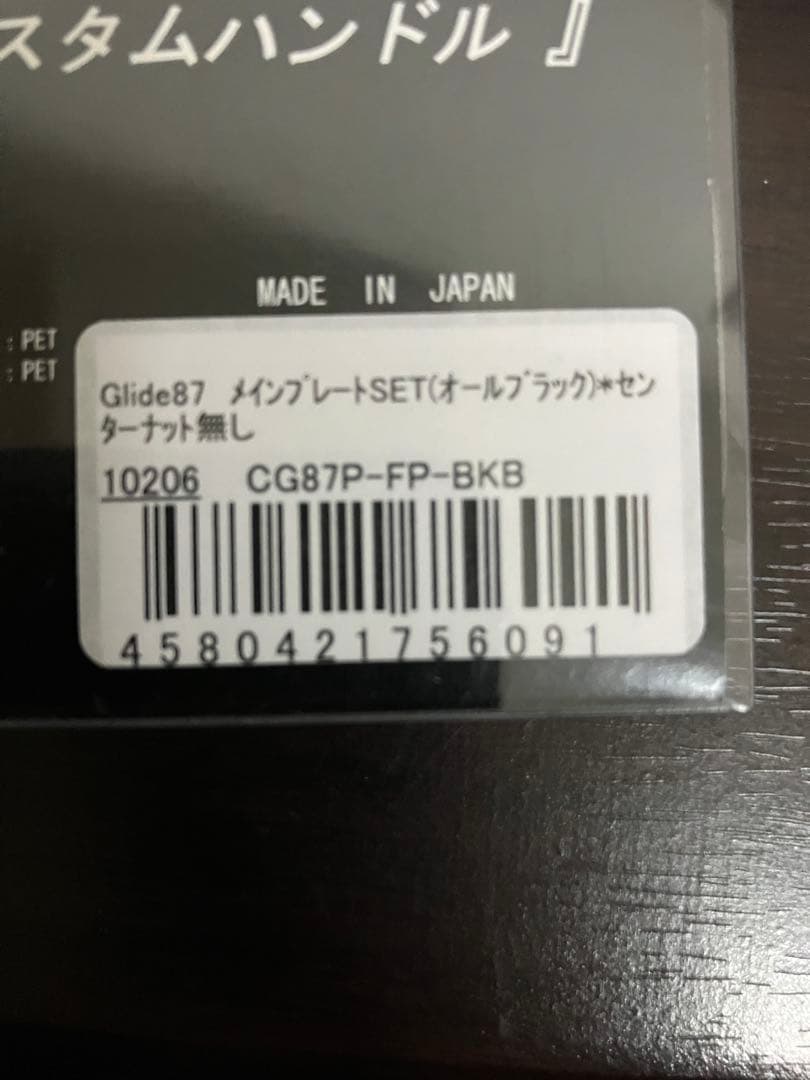 スタムハンドル 』
MADE IN JAPAN
: PET
: PET
Glide87 メインプレートSET(オールブラック)*セン
ターナット無し
10206 CG87P-FP-BKB
4580421756091